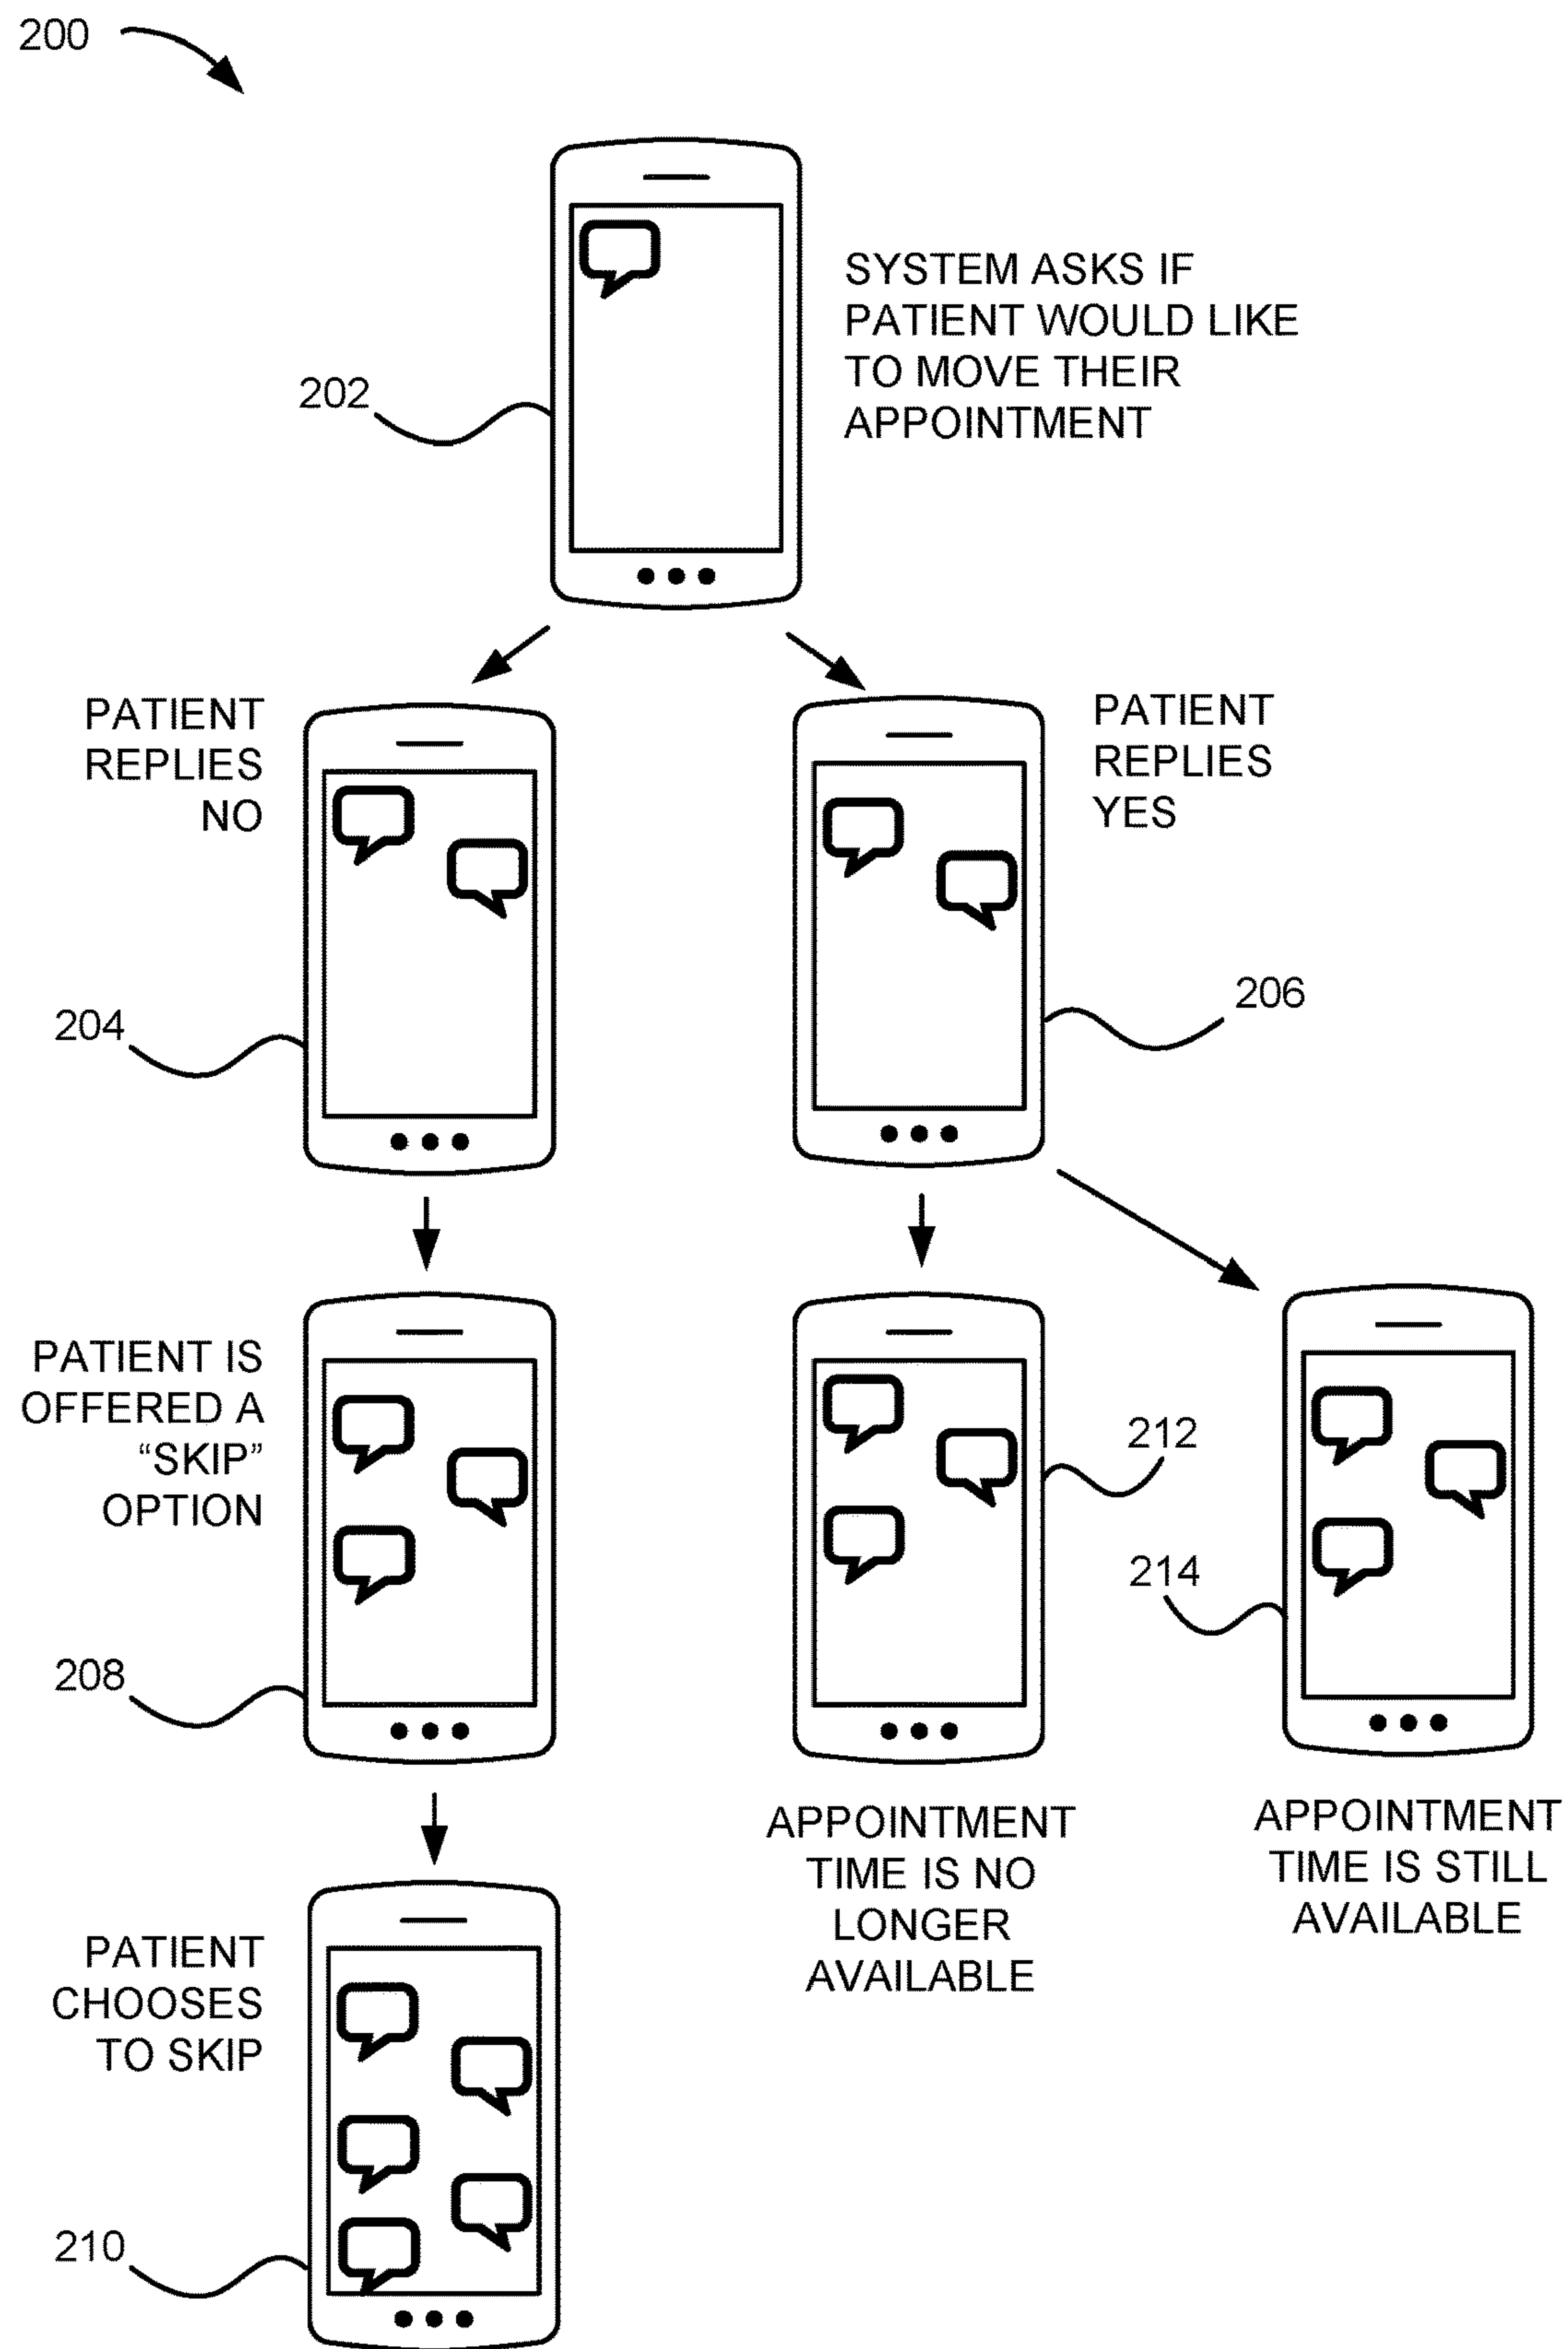 200
SYSTEM ASKS IF
PATIENT WOULD LIKE
TO MOVE THEIR
APPOINTMENT
202
PATIENT
REPLIES
NO
PATIENT
REPLIES
YES
204
206
PATIENT IS
OFFERED A
“SKIP”
OPTION
212
214
208
APPOINTMENT
TIME IS NO
LONGER
AVAILABLE
APPOINTMENT
TIME IS STILL
AVAILABLE
PATIENT
CHOOSES
TO SKIP
210